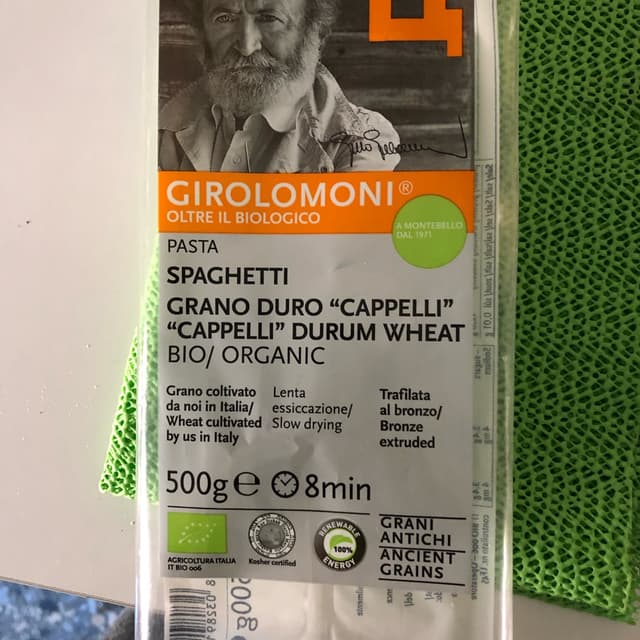 GIROLOMONI®
OLTRE IL BIOLOGICO
A MONTEBELLO
DAL 1971
PASTA
SPAGHETTI
GRANO DURO “CAPPELLI”
“CAPPELLI” DURUM WHEAT
BIO/ ORGANIC
Grano coltivato
da noi in Italia/
Wheat cultivated
by us in Italy
Lenta
essiccazione/
Slow drying
Trafilata
al bronzo/
Bronze
extruded
500g e 8min
AGRICOLTURA ITALIA
IT BIO 006
Kosher certified
RENEWABLE
100%
ENERGY
GRANI
ANTICHI
ANCIENT
GRAINS
500g e